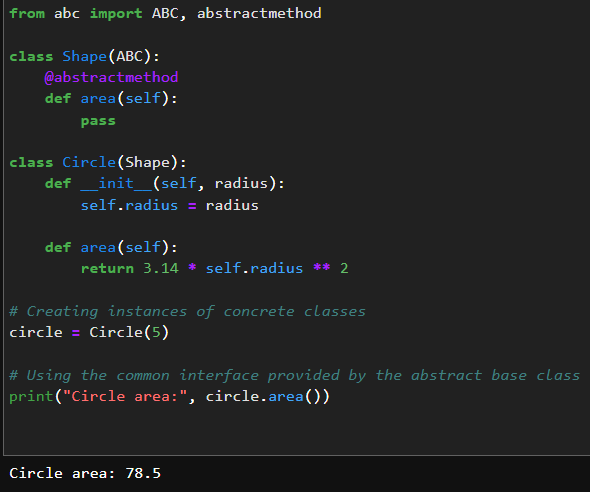 from abc import ABC, abstractmethod

class Shape(ABC):
    @abstractmethod
    def area(self):
        pass

class Circle(Shape):
    def __init__(self, radius):
        self.radius = radius

    def area(self):
        return 3.14 * self.radius ** 2

# Creating instances of concrete classes
circle = Circle(5)

# Using the common interface provided by the abstract base class
print("Circle area:", circle.area())

Circle area: 78.5